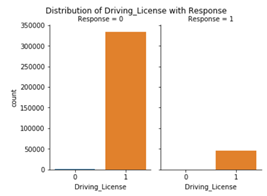 Distribution of Driving_License with Response
Response = 0
Response = 1
350000
300000
250000
200000
150000
100000
50000
0
count
0 1
Driving_License
0 1
Driving_License